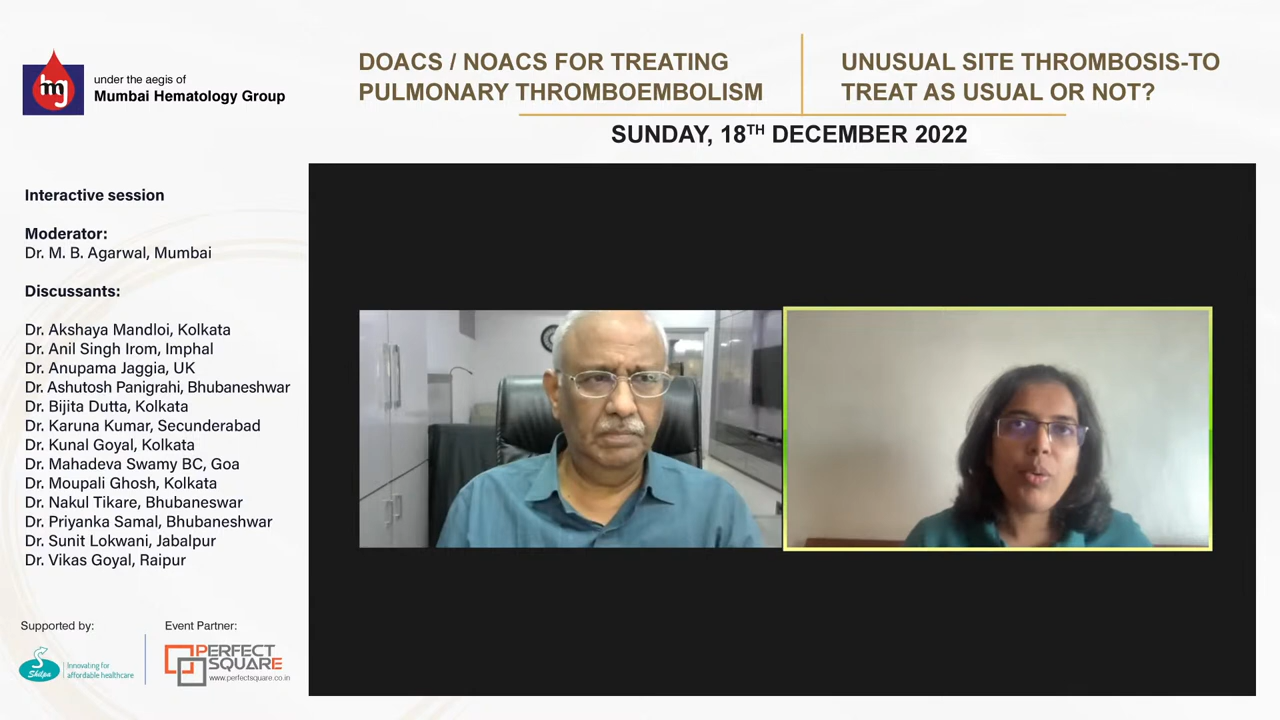 mg
under the aegis of
Mumbai Hematology Group
DOACS / NOACS FOR TREATING
PULMONARY THROMBOEMBOLISM
UNUSUAL SITE THROMBOSIS-TO
TREAT AS USUAL OR NOT?
SUNDAY, 18TH DECEMBER 2022
Interactive session
Moderator:
Dr. M. B. Agarwal, Mumbai
Discussants:
Dr. Akshaya Mandloi, Kolkata
Dr. Anil Singh Irom, Imphal
Dr. Anupama Jaggia, UK
Dr. Ashutosh Panigrahi, Bhubaneshwar
Dr. Bijita Dutta, Kolkata
Dr. Karuna Kumar, Secunderabad
Dr. Kunal Goyal, Kolkata
Dr. Mahadeva Swamy BC, Goa
Dr. Moupali Ghosh, Kolkata
Dr. Nakul Tikare, Bhubaneswar
Dr. Priyanka Samal, Bhubaneshwar
Dr. Sunit Lokwani, Jabalpur
Dr. Vikas Goyal, Raipur
Supported by:
Shilpa
Innovating for
affordable healthcare
Event Partner:
PERFECT
SQUARE
www.perfectsquare.co.in